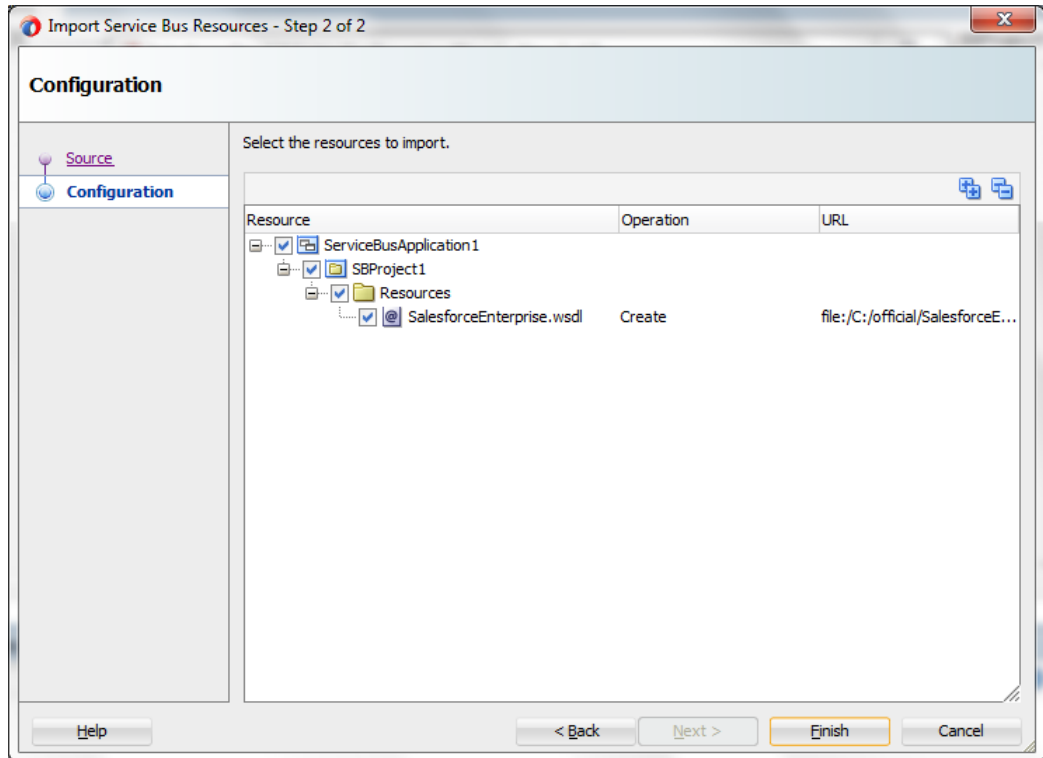 Import Service Bus Resources - Step 2 of 2
Configuration
Source
Configuration
Select the resources to import.
Resource Operation URL
ServiceBusApplication1
SBProject1
Resources
@ SalesforceEnterprise.wsdl Create file:/C:/official/SalesforceE...
Help < Back Next > Finish Cancel